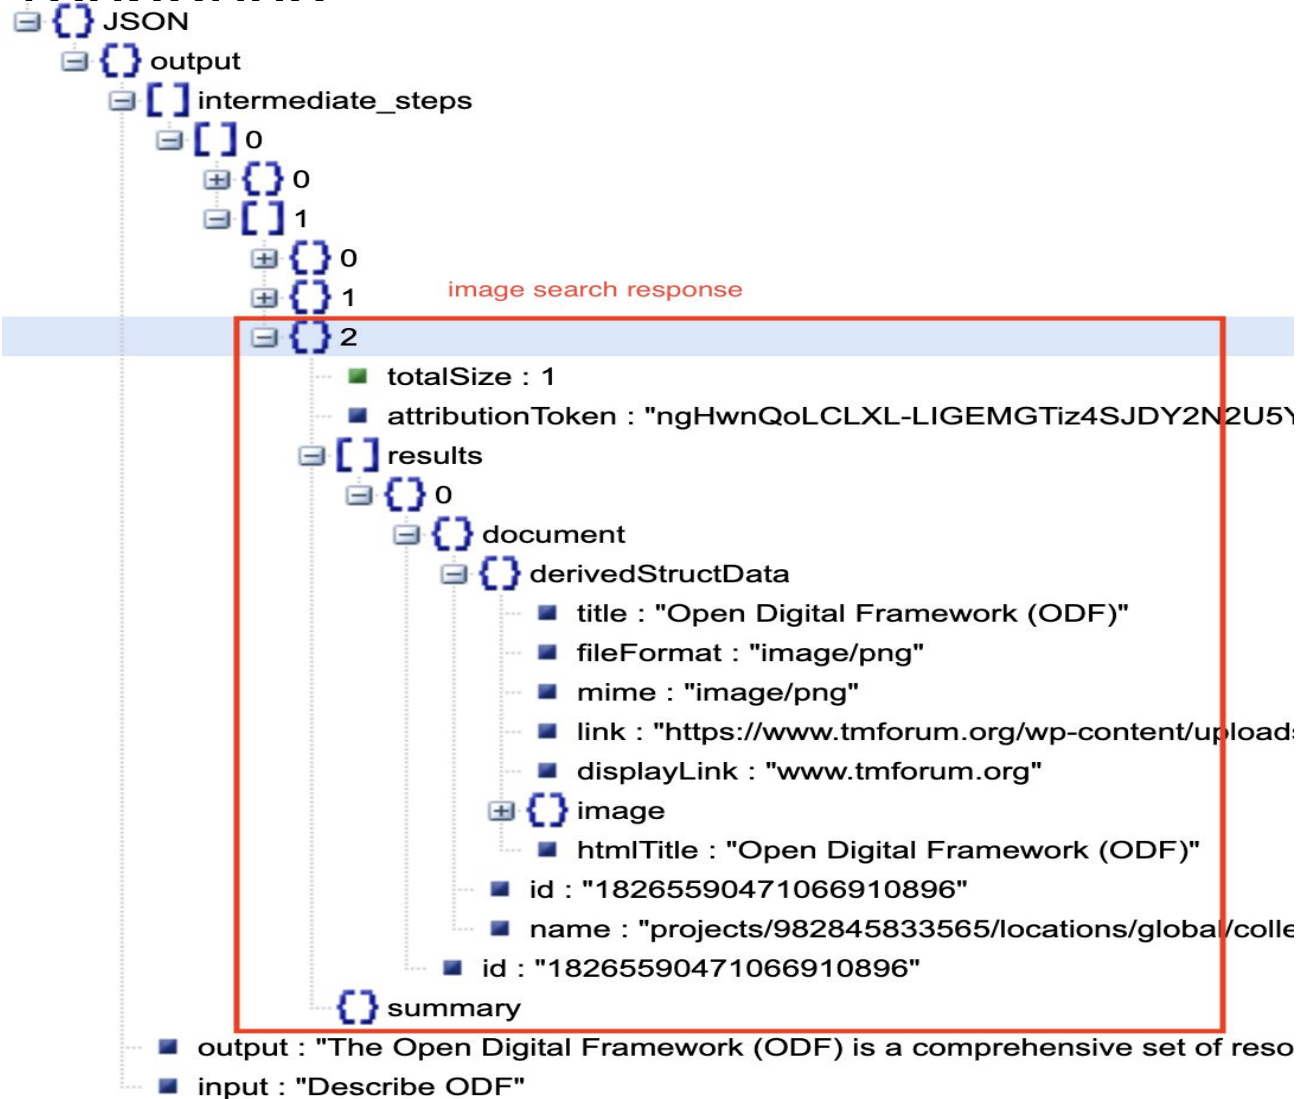 JSON
output
intermediate_steps
0
0
1
0
1
image search response
2
totalSize : 1
attributionToken : "ngHwnQoLCLXL-LIGEMGTiz4SJDY2N2U5Y
results
0
document
derivedStructData
title : "Open Digital Framework (ODF)"
fileFormat : "image/png"
mime : "image/png"
link : "https://www.tmforum.org/wp-content/uploads
displayLink : "www.tmforum.org"
image
htmlTitle : "Open Digital Framework (ODF)"
id : "18265590471066910896"
name : "projects/982845833565/locations/global/colle
id : "18265590471066910896"
summary
output : "The Open Digital Framework (ODF) is a comprehensive set of reso
input : "Describe ODF"